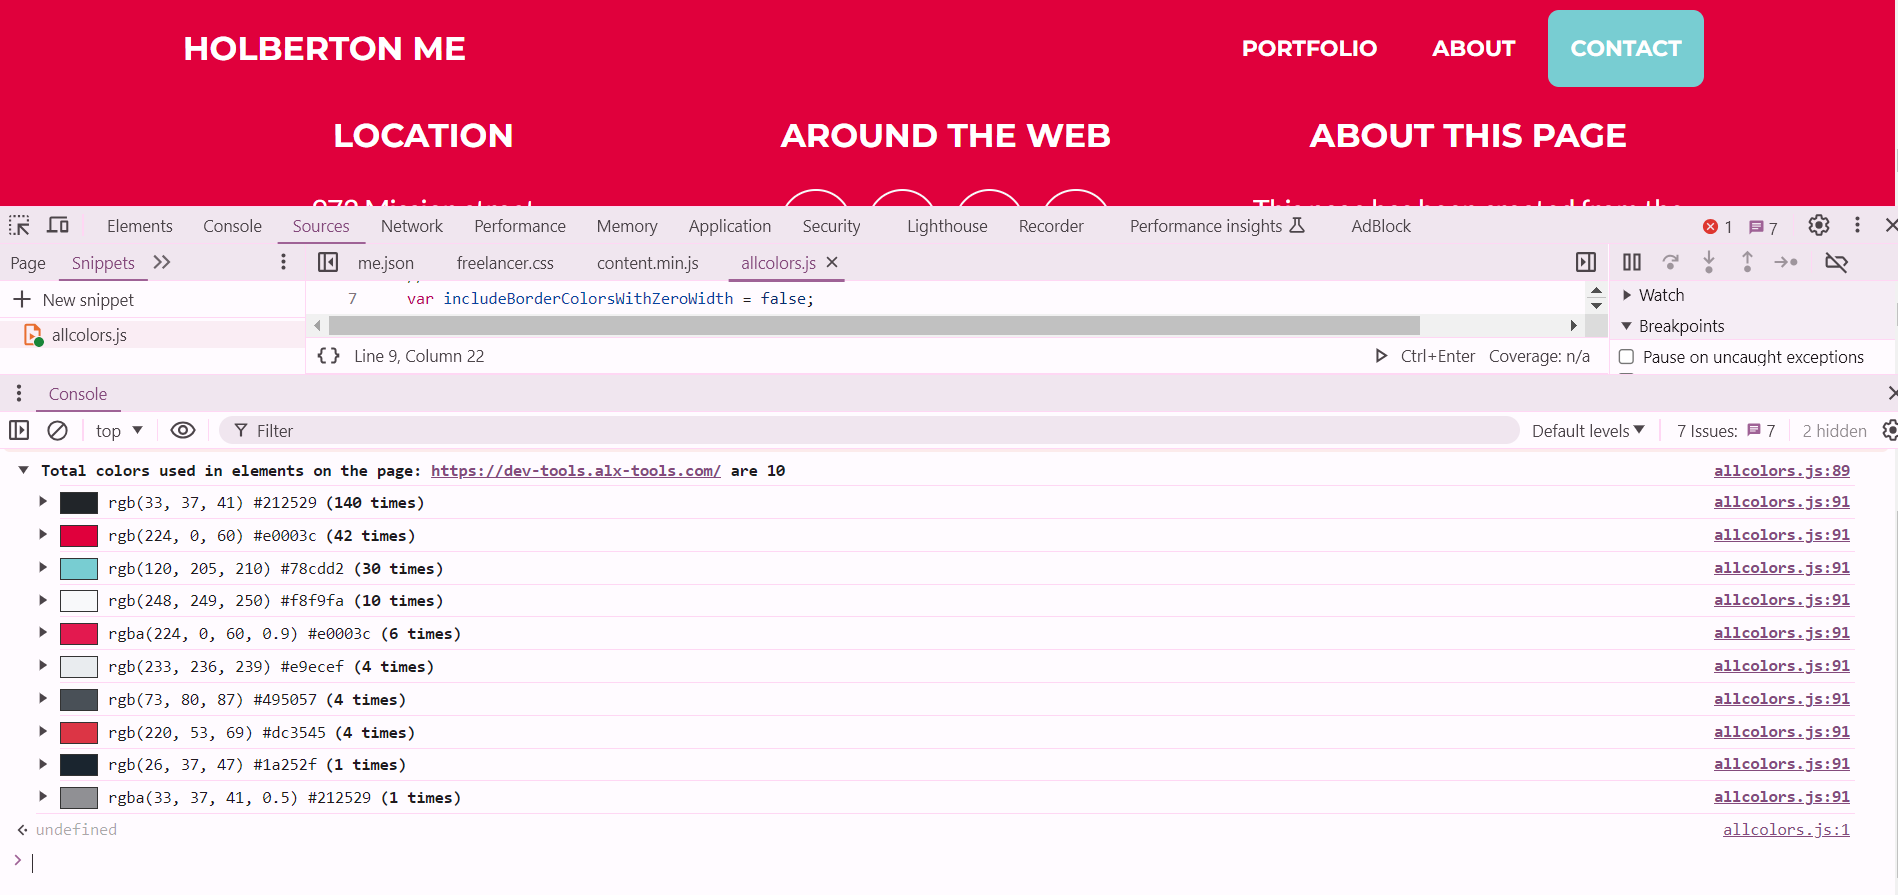 HOLBERTON ME PORTFOLIO ABOUT CONTACT
LOCATION AROUND THE WEB ABOUT THIS PAGE
Elements Console Sources Network Performance Memory Application Security Lighthouse Recorder Performance insights AdBlock 1 7
Page Snippets me.json freelancer.css content.min.js allcolors.js
New snippet
7 var includeBorderColorsWithZeroWidth = false;
Watch
allcolors.js
Breakpoints
{} Line 9, Column 22 Ctrl+Enter Coverage: n/a
Pause on uncaught exceptions
Console
top Filter Default levels 7 Issues: 7 2 hidden
Total colors used in elements on the page: https://dev-tools.alx-tools.com/ are 10 allcolors.js:89
rgb(33, 37, 41) #212529 (140 times) allcolors.js:91
rgb(224, 0, 60) #e0003c (42 times) allcolors.js:91
rgb(120, 205, 210) #78cdd2 (30 times) allcolors.js:91
rgb(248, 249, 250) #f8f9fa (10 times) allcolors.js:91
rgba(224, 0, 60, 0.9) #e0003c (6 times) allcolors.js:91
rgb(233, 236, 239) #e9ecef (4 times) allcolors.js:91
rgb(73, 80, 87) #495057 (4 times) allcolors.js:91
rgb(220, 53, 69) #dc3545 (4 times) allcolors.js:91
rgb(26, 37, 47) #1a252f (1 times) allcolors.js:91
rgba(33, 37, 41, 0.5) #212529 (1 times) allcolors.js:91
undefined allcolors.js:1